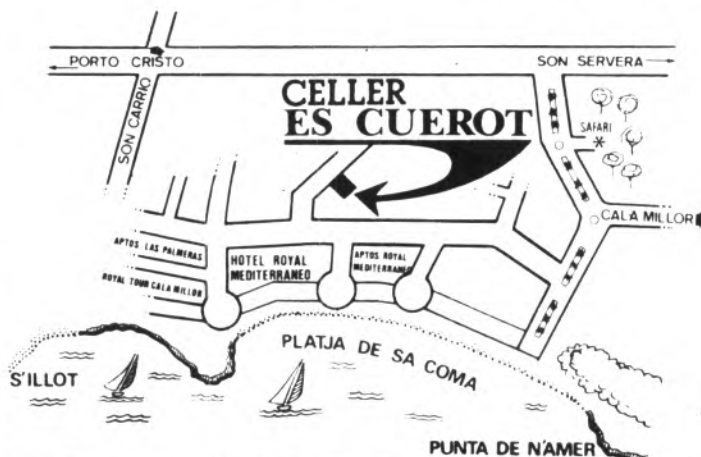 PORTO CRISTO
SON SERVERA
SON CARRIO
CELLER
ES CUEROT
SAFARI
CALA MILLOR
APTOS LAS PALMERAS
ROYAL TOUR CALA MILLOR
HOTEL ROYAL
MEDITERRANEO
APTOS ROYAL
MEDITERRANEO
PLATJA DE SA COMA
S'ILLOT
PUNTA DE N'AMER